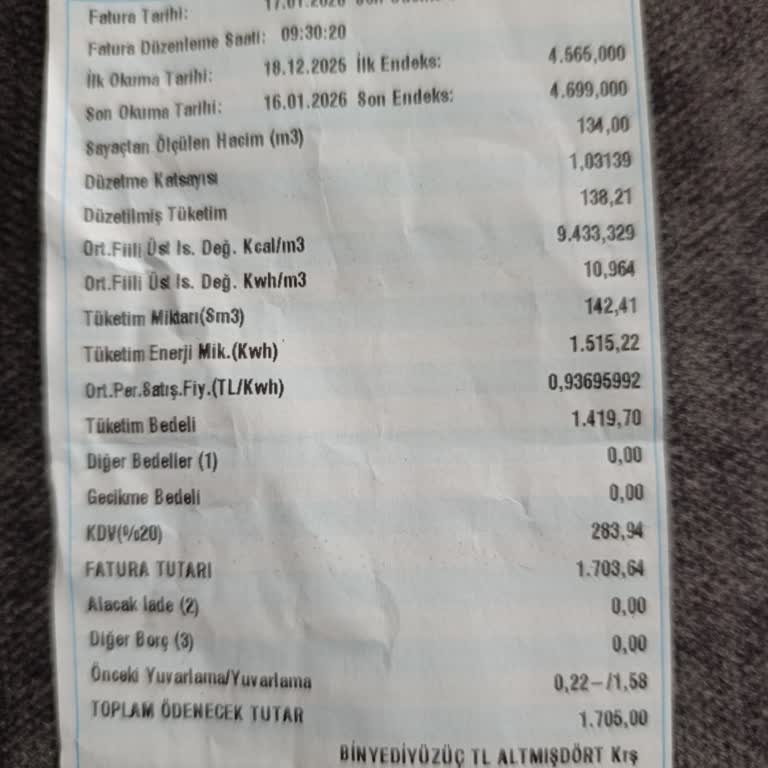 Fatura Tarihi: 17.01.2026 Son
Fatura Düzenleme Saati: 09:30:20
İlk Okuma Tarihi: 18.12.2025 İlk Endeks: 4.565,000
Son Okuma Tarihi: 16.01.2026 Son Endeks: 4.699,000
Sayaçtan Ölçülen Hacim (m3) 134,00
Düzetme Katsayısı 1,03139
Düzetilmiş Tüketim 138,21
Ort.Fiili Üst Is. Değ. Kcal/m3 9.433,329
Ort.Fiili Üst Is. Değ. Kwh/m3 10,964
Tüketim Miktarı(Sm3) 142,41
Tüketim Enerji Mik.(Kwh) 1.515,22
Ort.Per.Satış.Fiy.(TL/Kwh) 0,93695992
Tüketim Bedeli 1.419,70
Diğer Bedeller (1) 0,00
Gecikme Bedeli 0,00
KDV(%20) 283,94
FATURA TUTARI 1.703,64
Alacak İade (2) 0,00
Diğer Borç (3) 0,00
Önceki Yuvarlama/Yuvarlama 0,22-/1,58
TOPLAM ÖDENECEK TUTAR 1.705,00
BİNYEDİYÜZÜÇ TL ALTMIŞDÖRT Krş